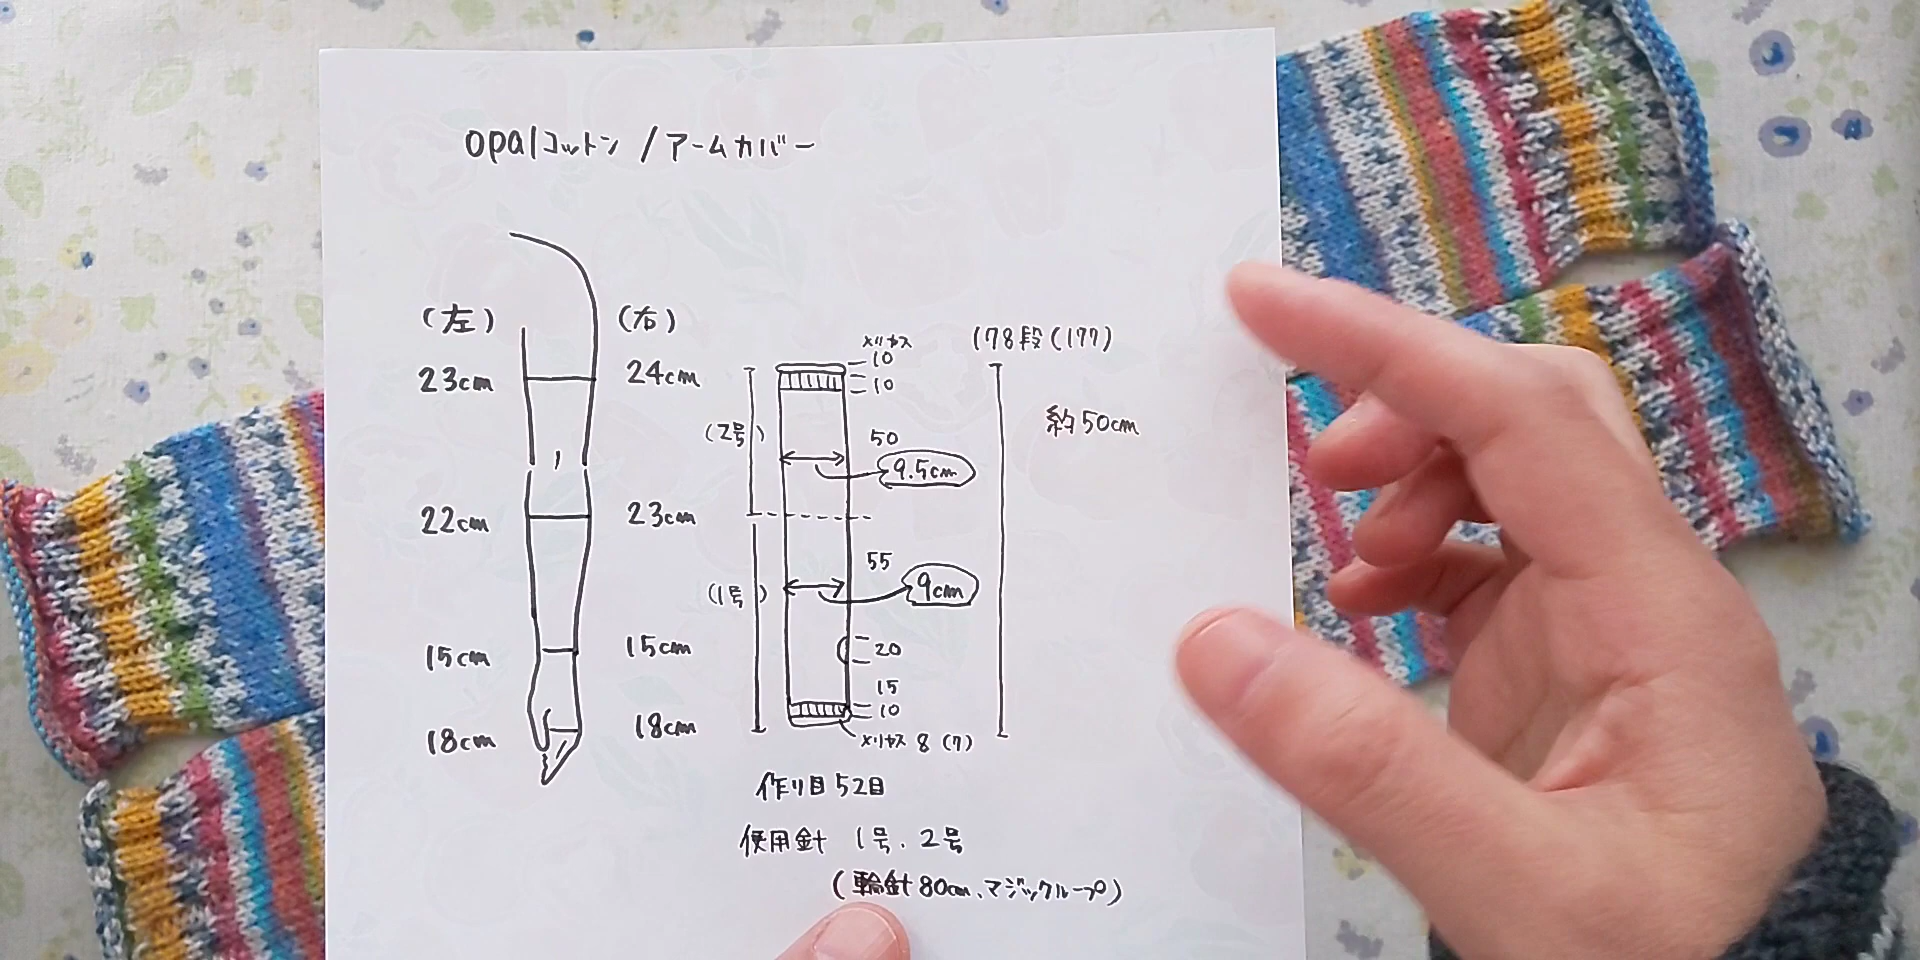 opalコットン / アームカバー
(左) (右)
23cm 24cm
22cm 23cm
15cm 15cm
18cm 18cm
メリヤス
10
10
(2号)
50
9.5cm
55
(1号)
9cm
20
15
10
メリヤス 8 (7)
178段(177)
約50cm
作り目 52目
使用針 1号、2号
(輪針80cm、マジックループ)